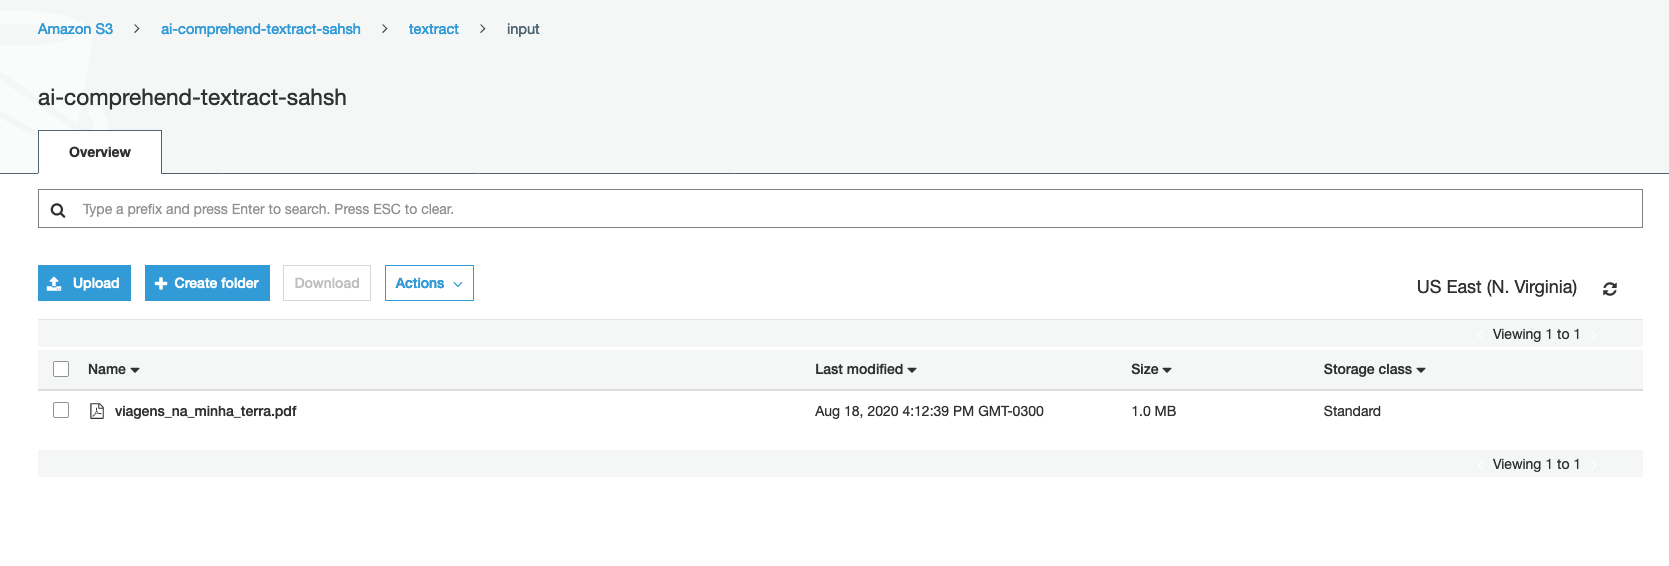 Amazon S3 > ai-comprehend-textract-sahsh > textract > input
ai-comprehend-textract-sahsh
Overview
Type a prefix and press Enter to search. Press ESC to clear.
Upload + Create folder Download Actions
US East (N. Virginia)
Viewing 1 to 1
Name Last modified Size Storage class
viagens_na_minha_terra.pdf Aug 18, 2020 4:12:39 PM GMT-0300 1.0 MB Standard
Viewing 1 to 1